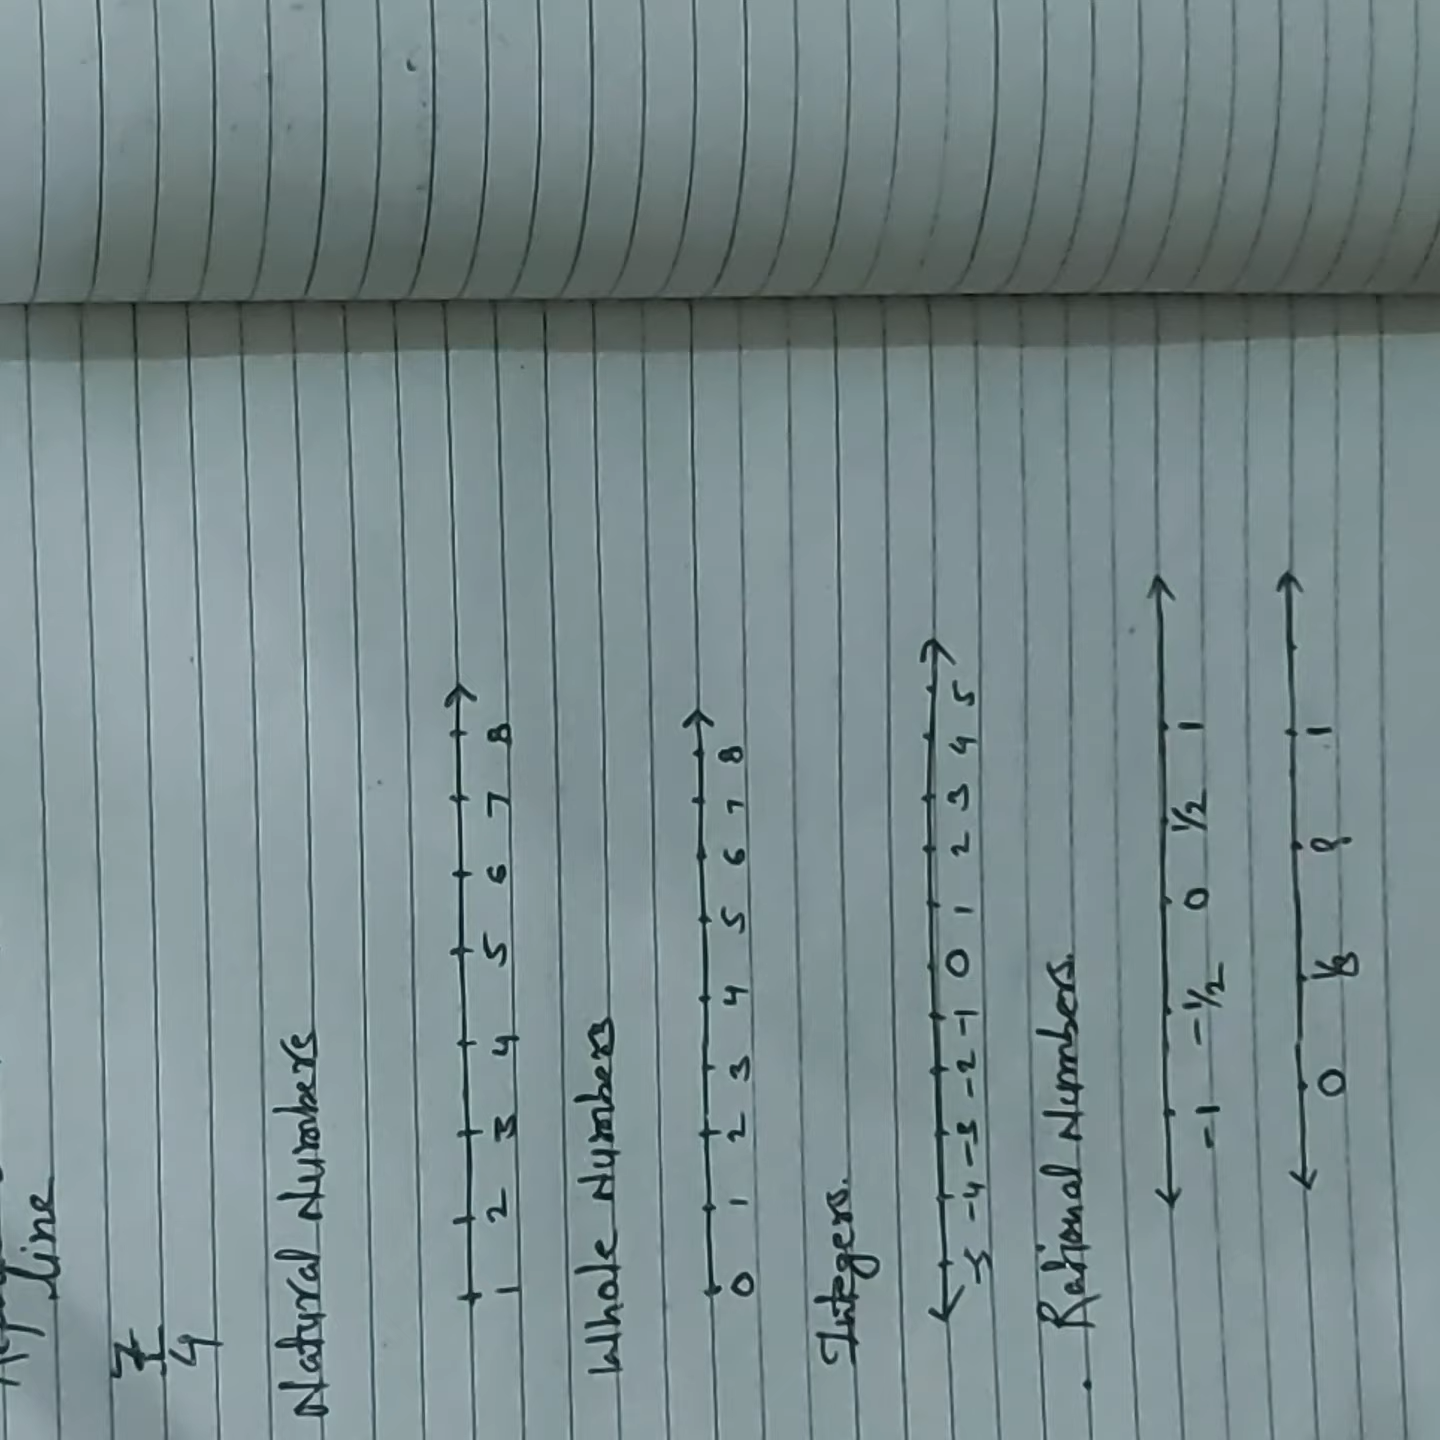 line
7
4
Natural Numbers
1 2 3 4 5 6 7 8
Whole Numbers
0 1 2 3 4 5 6 7 8
Integers.
-5 -4 -3 -2 -1 0 1 2 3 4 5
. Rational Numbers.
-1 -1/2 0 1/2 1
0 1/3 ? 1